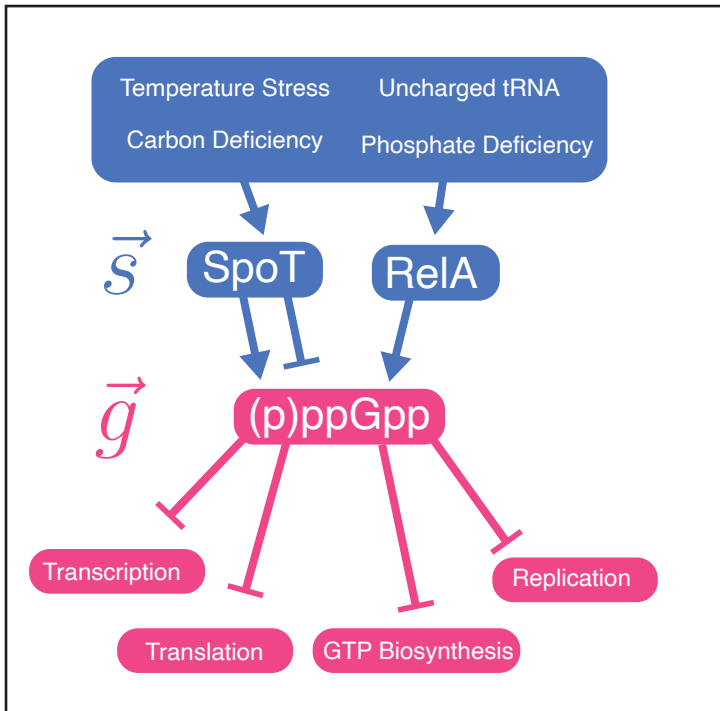 Temperature Stress Uncharged tRNA
Carbon Deficiency Phosphate Deficiency
s⃗ SpoT RelA
g⃗ (p)ppGpp
Transcription Replication
Translation GTP Biosynthesis